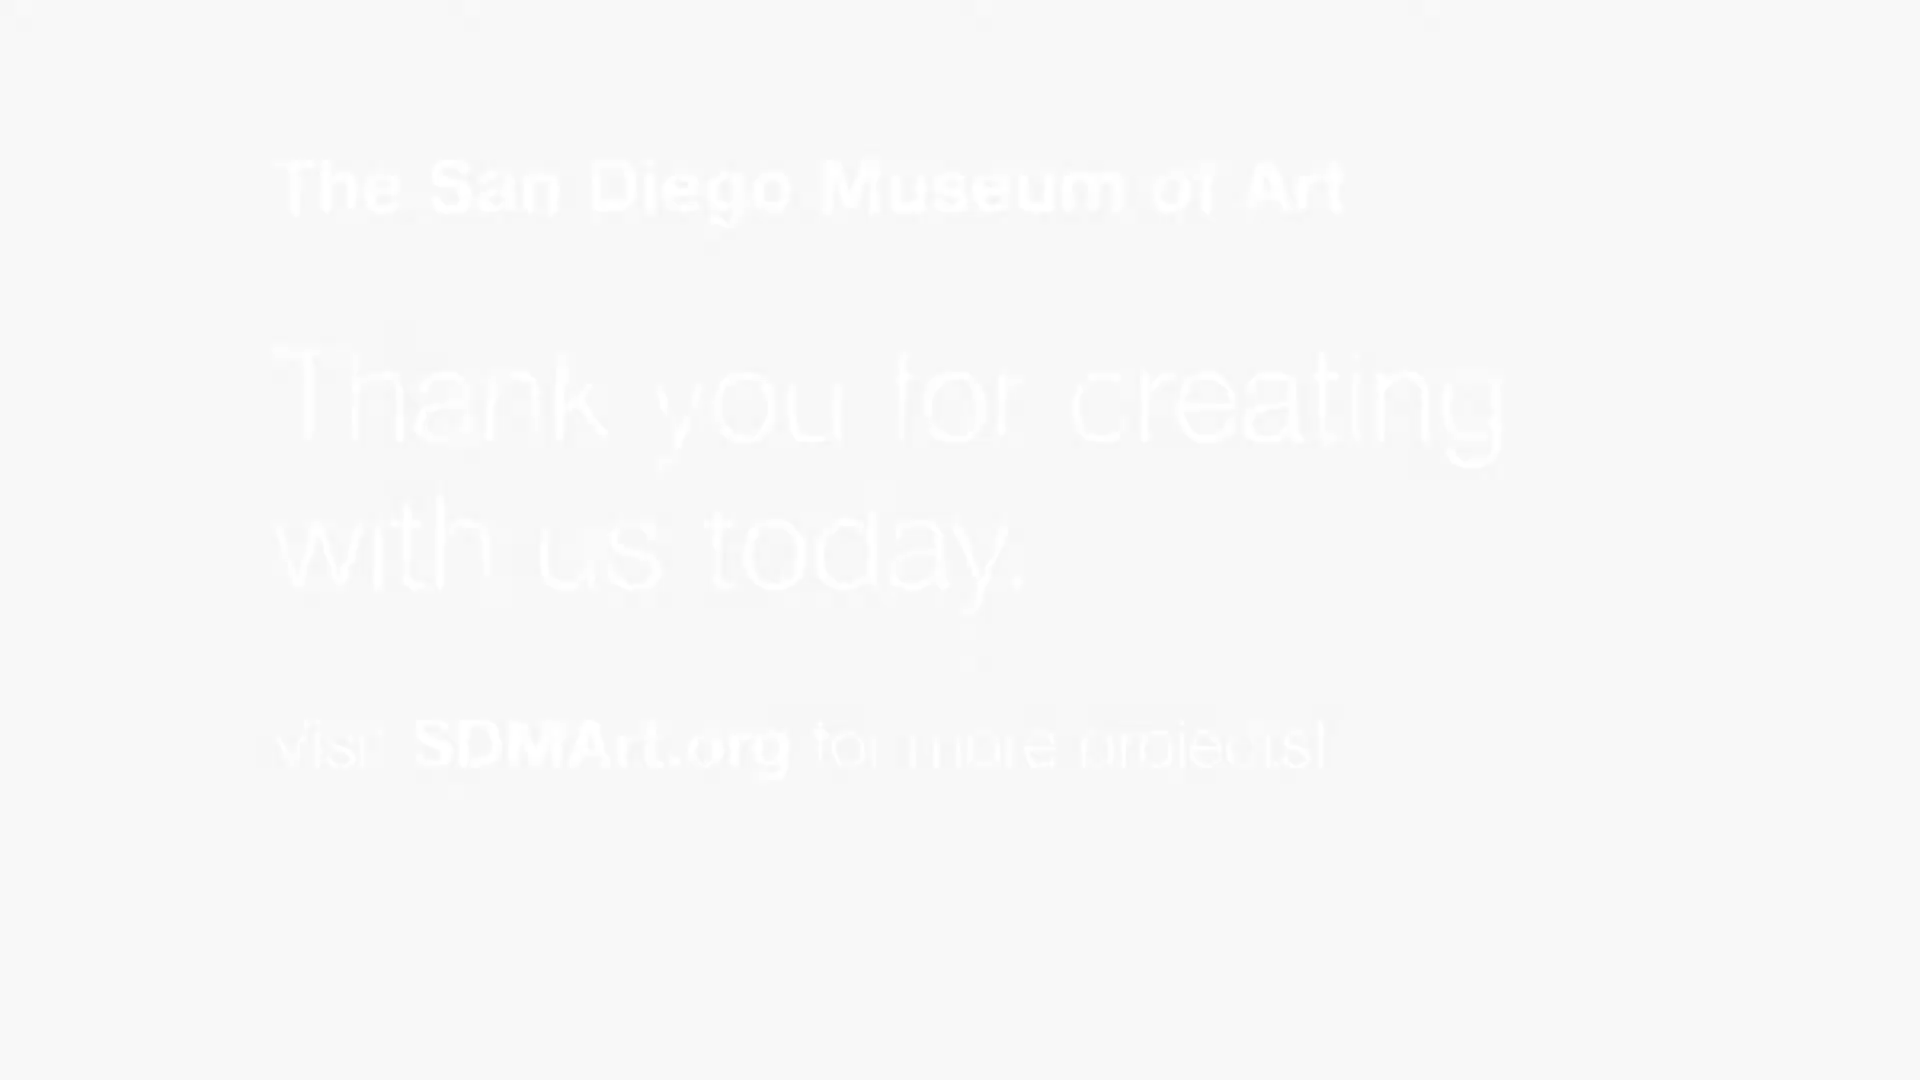 The San Diego Museum of Art
Thank you for creating
with us today.
Visit SDMArt.org for more projects!